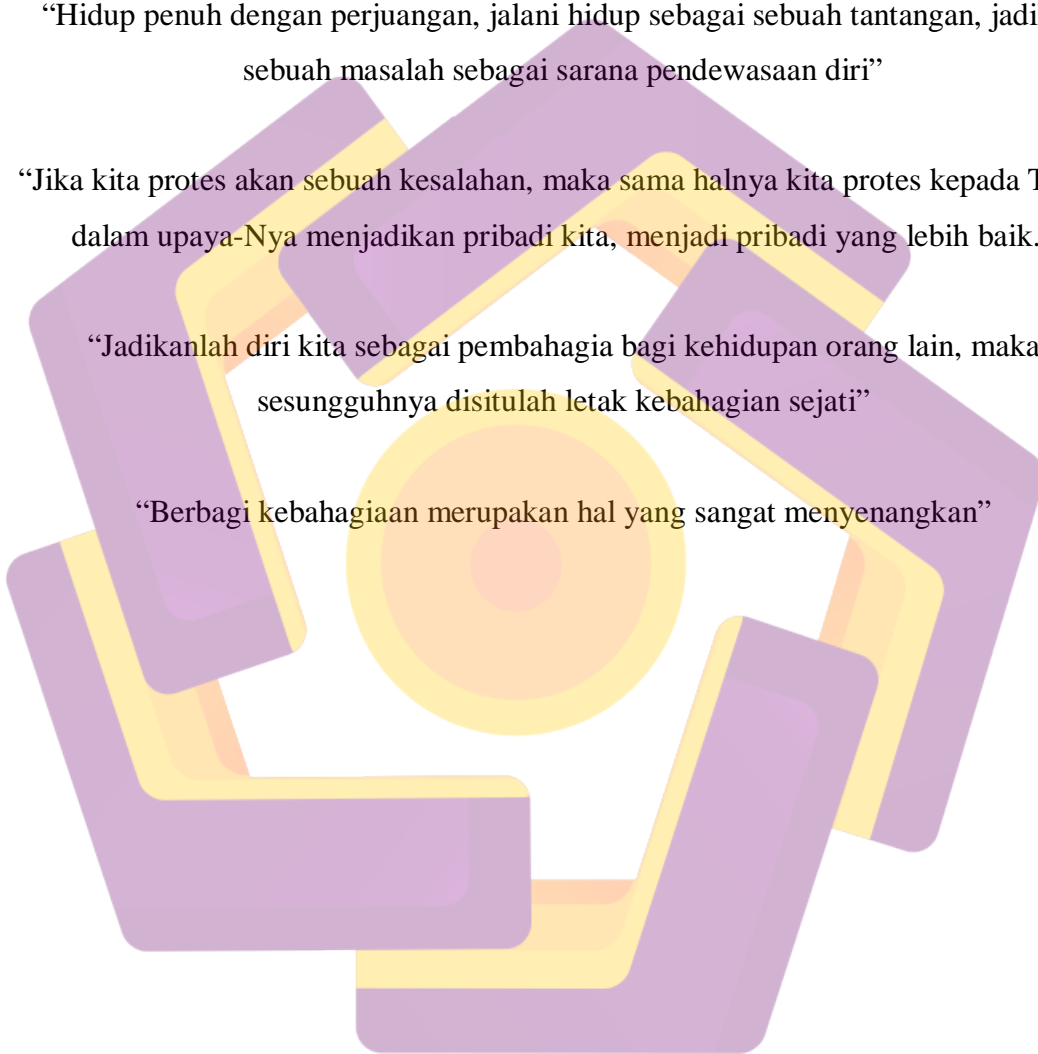 “Hidup penuh dengan perjuangan, jalani hidup sebagai sebuah tantangan, jadi
sebuah masalah sebagai sarana pendewasaan diri”
“Jika kita protes akan sebuah kesalahan, maka sama halnya kita protes kepada T
dalam upaya-Nya menjadikan pribadi kita, menjadi pribadi yang lebih baik.
“Jadikanlah diri kita sebagai pembahagia bagi kehidupan orang lain, maka
sesungguhnya disitulah letak kebahagian sejati”
“Berbagi kebahagiaan merupakan hal yang sangat menyenangkan”